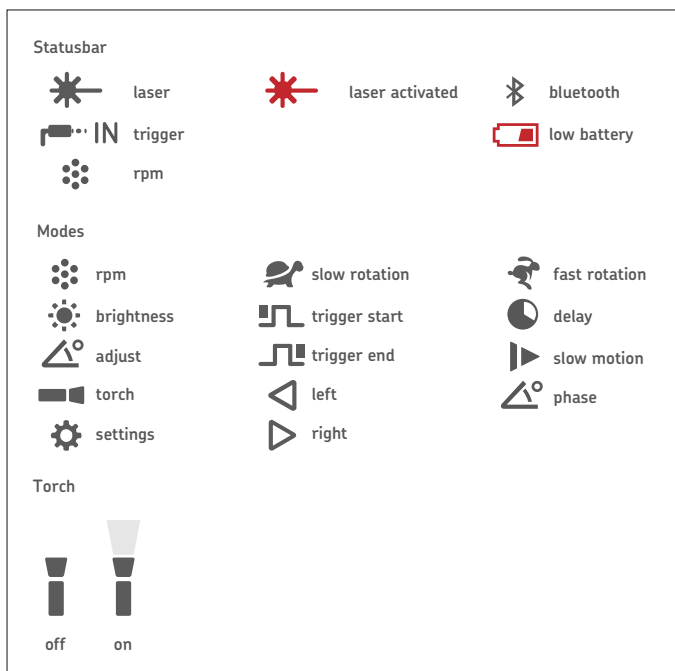 Statusbar
laser laser activated bluetooth
IN trigger low battery
rpm
Modes
rpm slow rotation fast rotation
brightness trigger start delay
adjust trigger end slow motion
torch left phase
settings right
Torch
off on